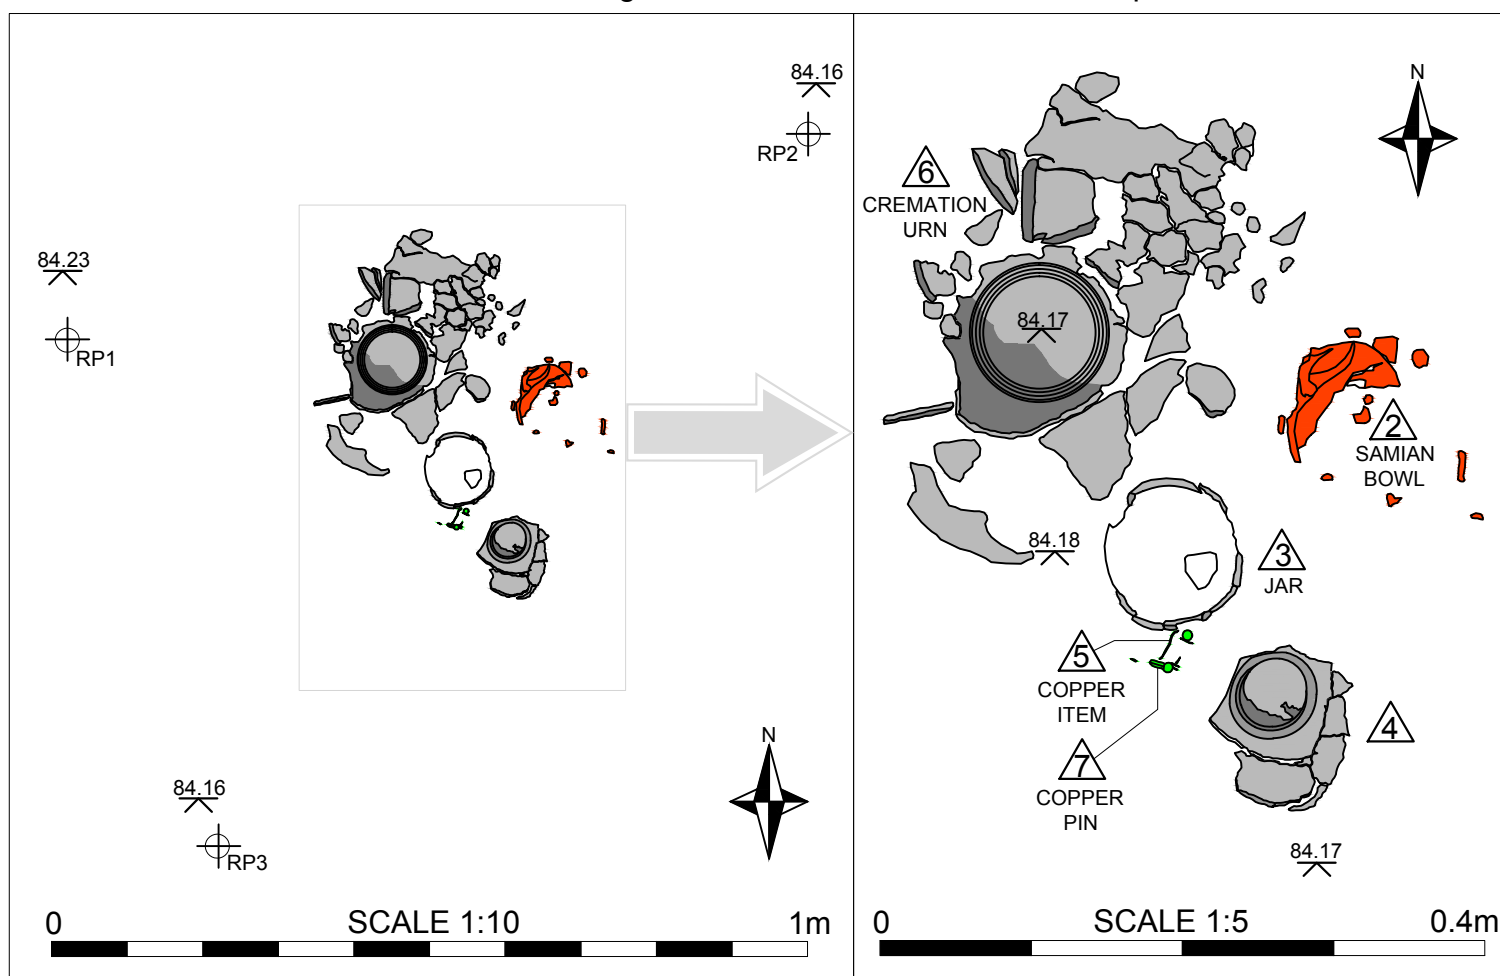 84.16
RP2
84.23
RP1
84.16
RP3
N
0
SCALE 1:10
1m
N
6
CREMATION
URN
84.17
2
SAMIAN
BOWL
84.18
3
JAR
5
COPPER
ITEM
4
7
COPPER
PIN
84.17
0
SCALE 1:5
0.4m